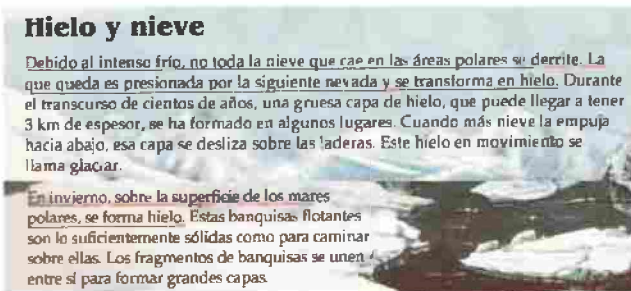 Hielo y nieve
Debido al intenso frío, no toda la nieve que cae en las áreas polares se derrite. La
que queda es presionada por la siguiente nevada y se transforma en hielo. Durante
el transcurso de cientos de años, una gruesa capa de hielo, que puede llegar a tener
3 km de espesor, se ha formado en algunos lugares. Cuando más nieve la empuja
hacia abajo, esa capa se desliza sobre las laderas. Este hielo en movimiento se
llama glaciar.
En invierno, sobre la superficie de los mares
polares, se forma hielo. Estas banquisas flotantes
son lo suficientemente sólidas como para caminar
sobre ellas. Los fragmentos de banquisas se unen
entre sí para formar grandes capas.